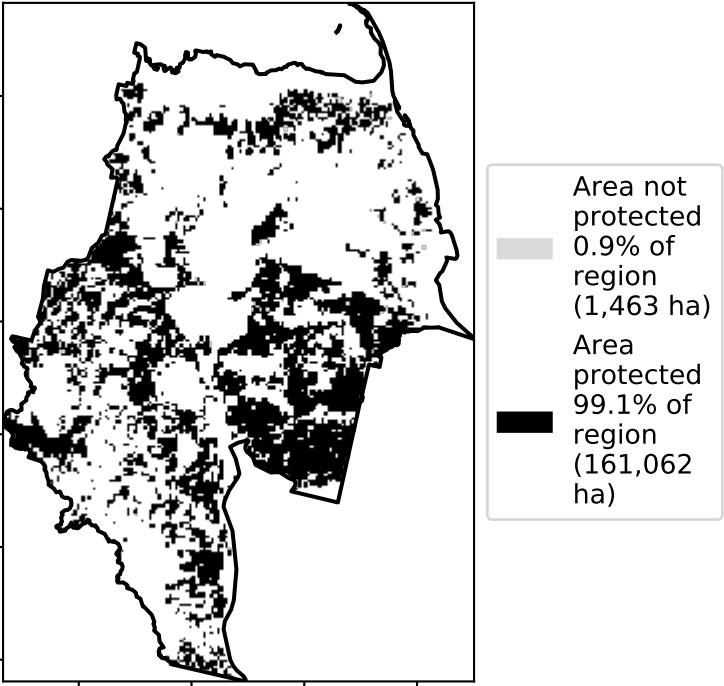 Area not
protected
0.9% of
region
(1,463 ha)
Area
protected
99.1% of
region
(161,062
ha)